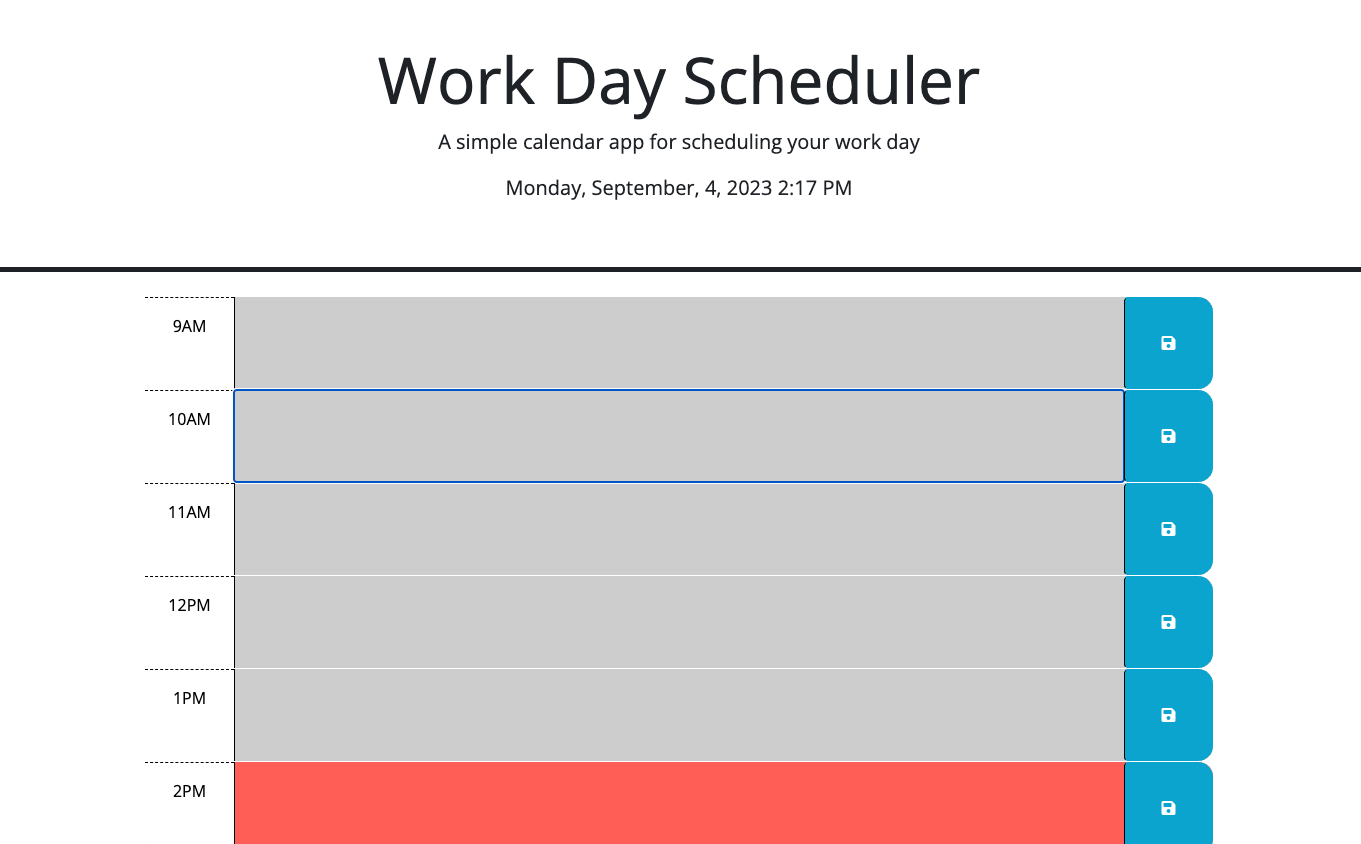 Work Day Scheduler
A simple calendar app for scheduling your work day
Monday, September, 4, 2023 2:17 PM
9AM
10AM
11AM
12PM
1PM
2PM